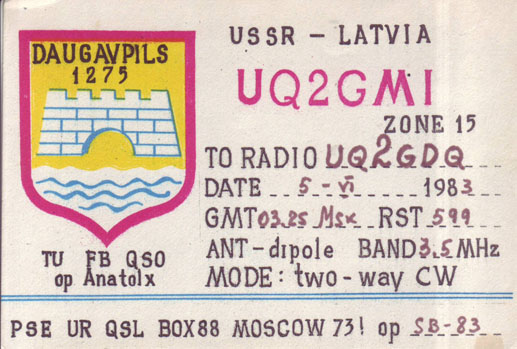 DAUGAVPILS
1275
USSR - LATVIA
UQ2GMI
ZONE 15
TO RADIO UQ2GDQ
DATE 5-VI 1983
GMT 03.25 Msk RST 599
ANT-dipole BAND 3.5 MHz
MODE: two-way CW
TU FB QSO
op Anatolx
PSE UR QSL BOX88 MOSCOW 73! op SB-83